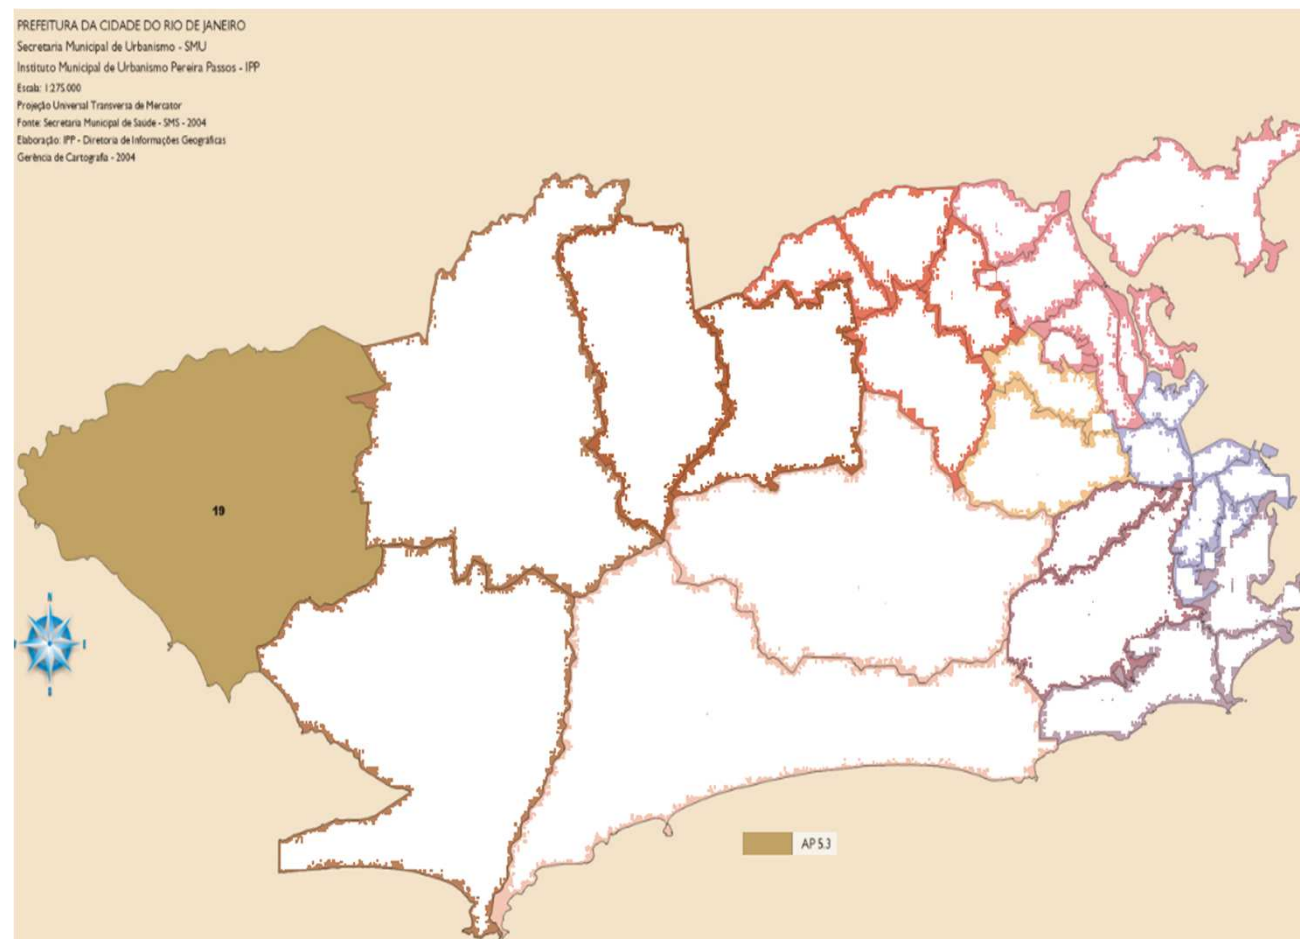 PREFEITURA DA CIDADE DO RIO DE JANEIRO
Secretaria Municipal de Urbanismo - SMU
Instituto Municipal de Urbanismo Pereira Passos - IPP
Escala: 1:275.000
Projeção Universal Transversa de Mercator
Fonte: Secretaria Municipal de Saúde - SMS - 2004
Elaboração: IPP - Diretoria de Informações Geográficas
Gerência de Cartografia - 2004
19
AP 5.3